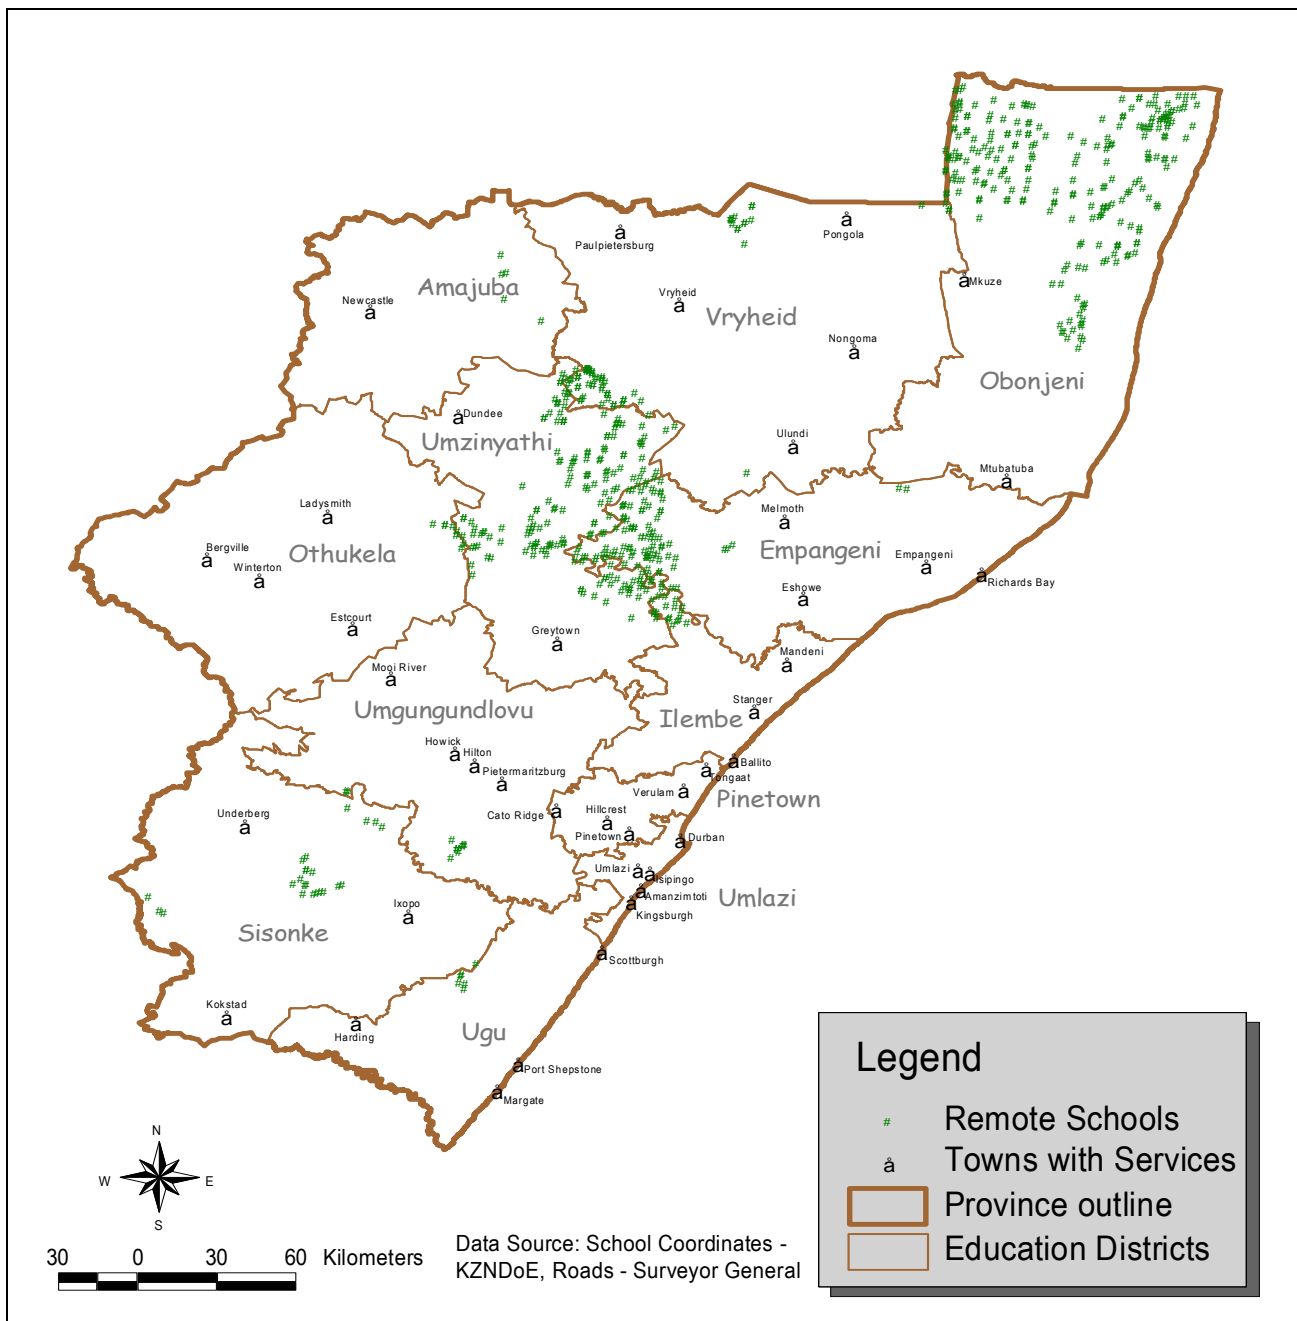 Paulpietersburg
Pongola
Amajuba
Mkuze
Newcastle
Vryheid
Vryheid
Nongoma
Obonjeni
Dundee
Umzinyathi
Ulundi
Mtubatuba
Ladysmith
Melmoth
Othukela
Empangeni
Bergville
Winterton
Empangeni
Richards Bay
Eshowe
Estcourt
Greytown
Mandeni
Mooi River
Umgungundlovu
Ilembe
Stanger
Howick
Hilton
Pietermaritzburg
Ballito
Tongaat
Verulam
Pinetown
Underberg
Cato Ridge
Hillcrest
Pinetown
Durban
Umlazi
Isipingo
Amanzimtoti
Umlazi
Kingsburgh
Ixopo
Sisonke
Scottburgh
Kokstad
Harding
Ugu
Port Shepstone
Margate
Legend
# Remote Schools
å Towns with Services
Province outline
Education Districts
N
W E
S
30 0 30 60 Kilometers
Data Source: School Coordinates -
KZNDoE, Roads - Surveyor General